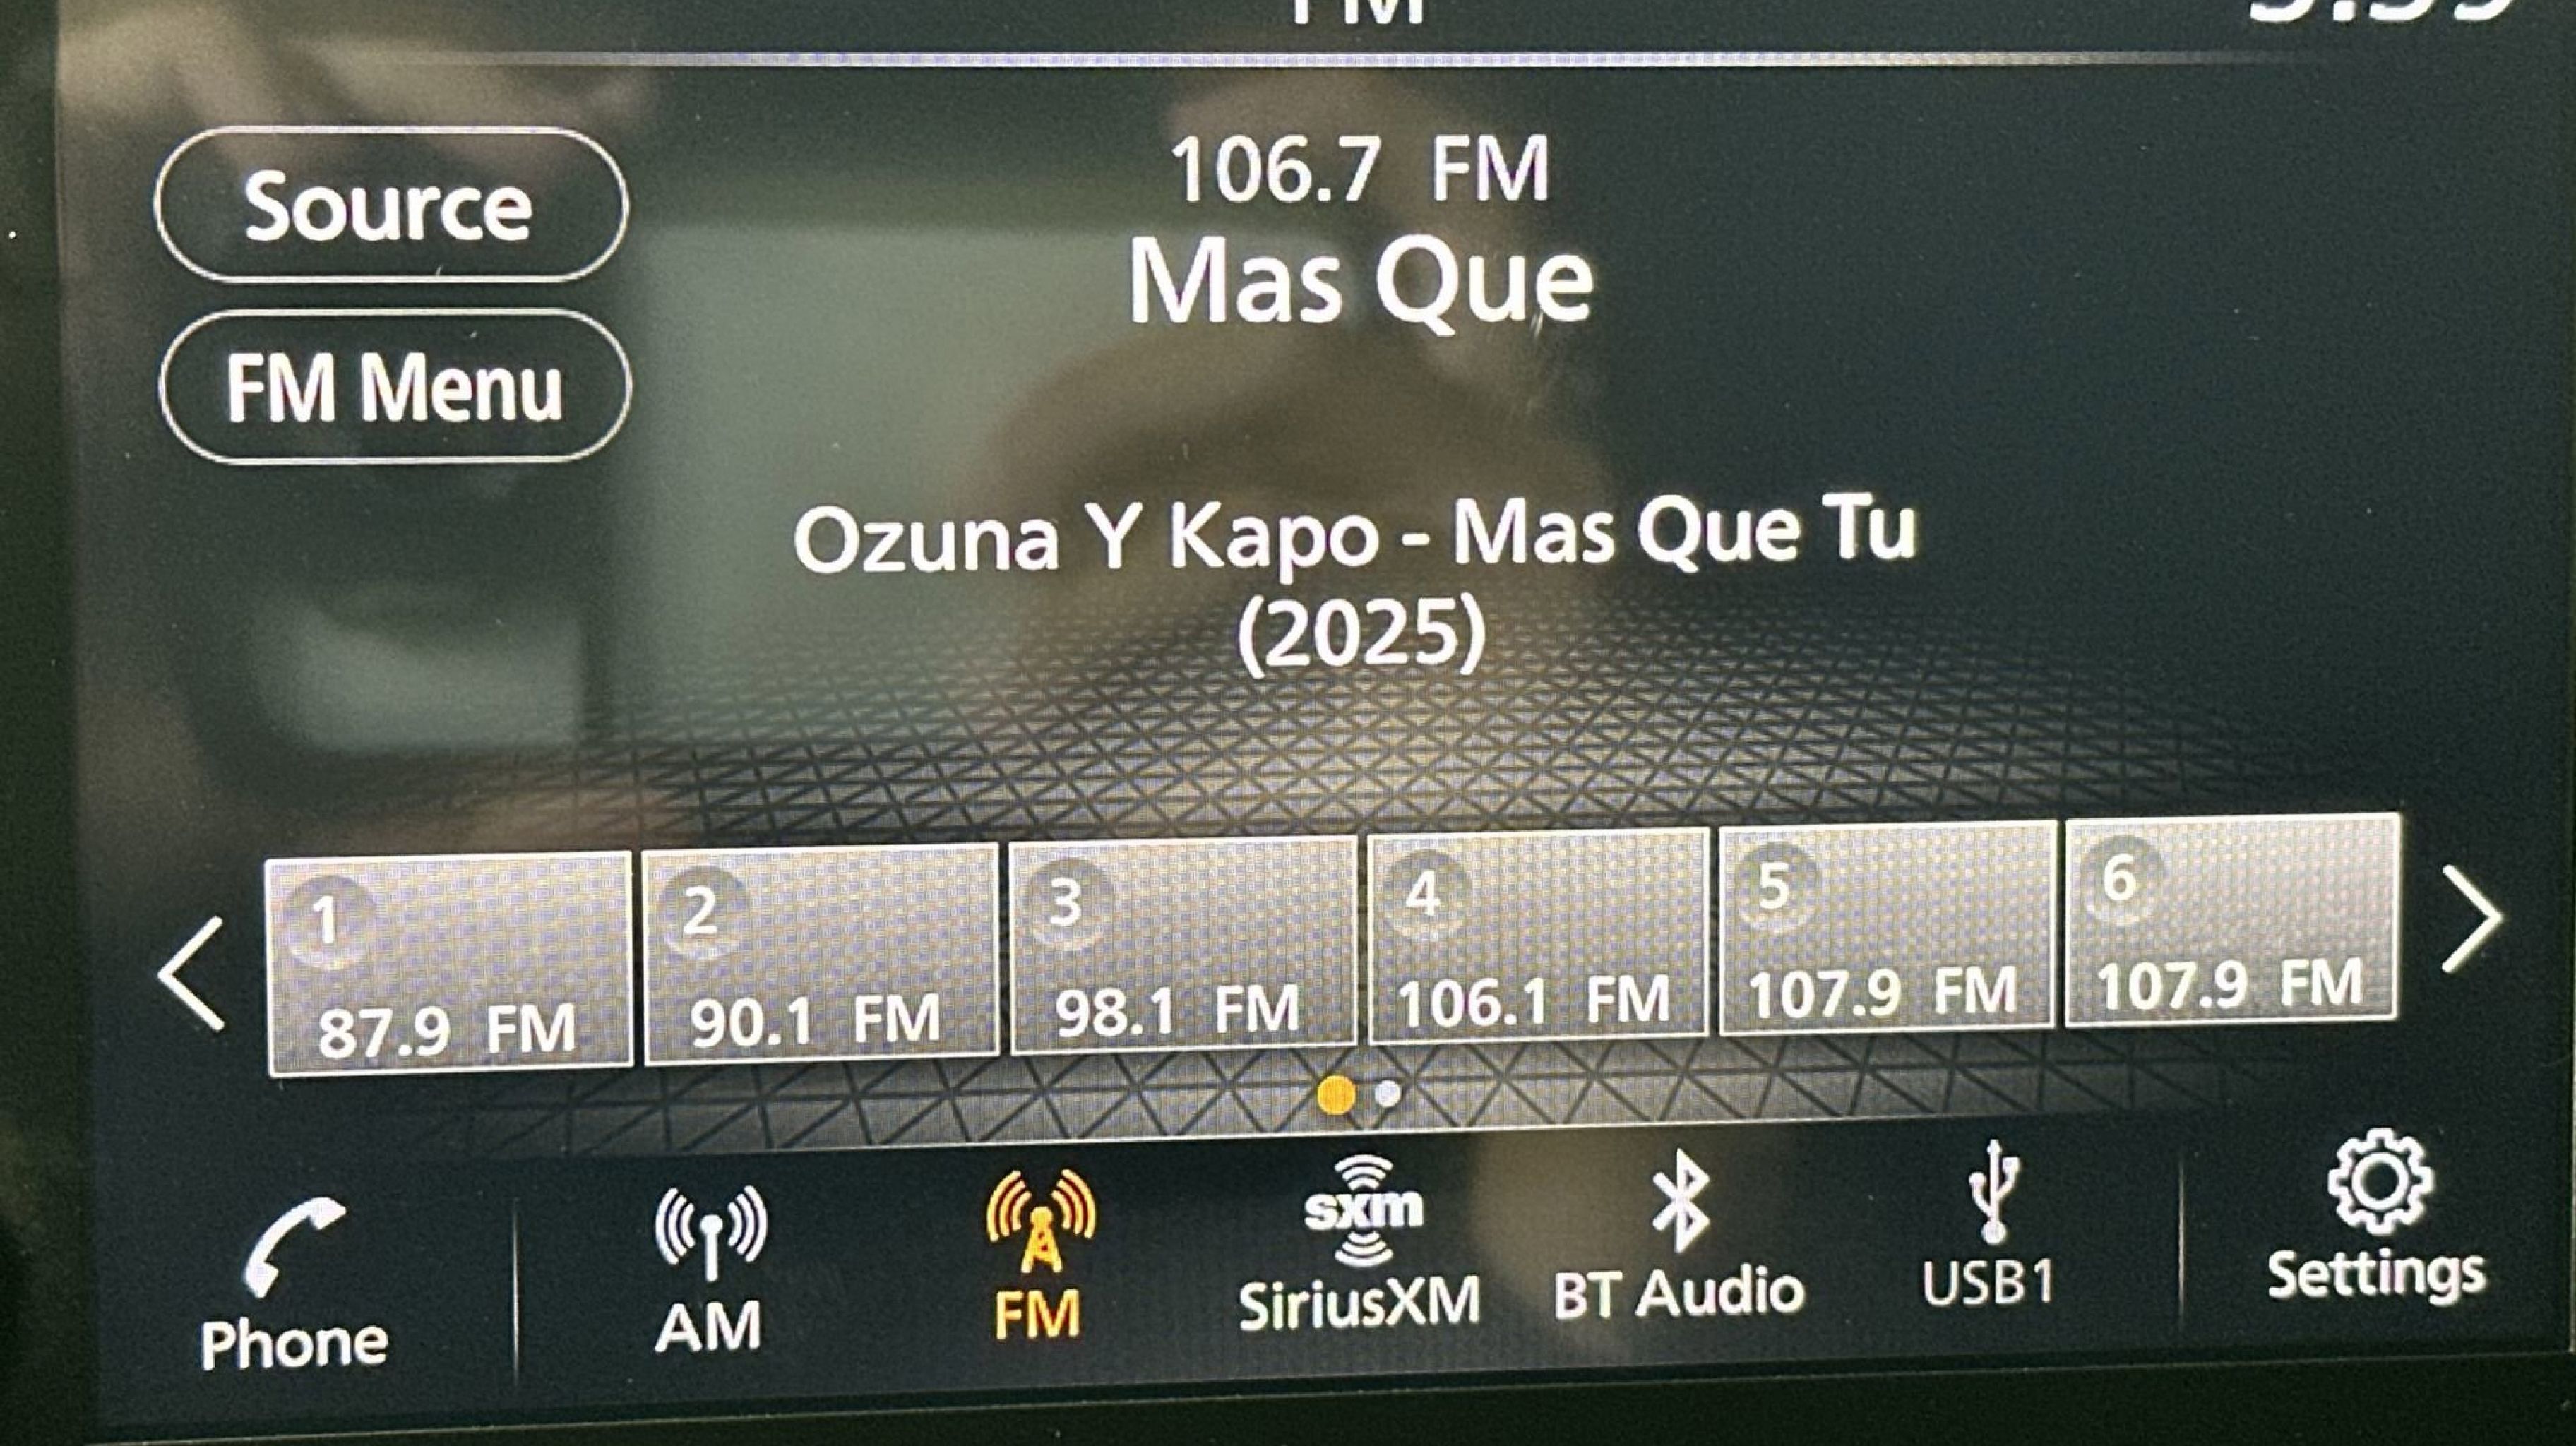 FM
Source
106.7 FM
Mas Que
FM Menu
Ozuna Y Kapo - Mas Que Tu
(2025)
1
87.9 FM
2
90.1 FM
3
98.1 FM
4
106.1 FM
5
107.9 FM
6
107.9 FM
sxm
Phone
AM
FM
SiriusXM
BT Audio
USB1
Settings